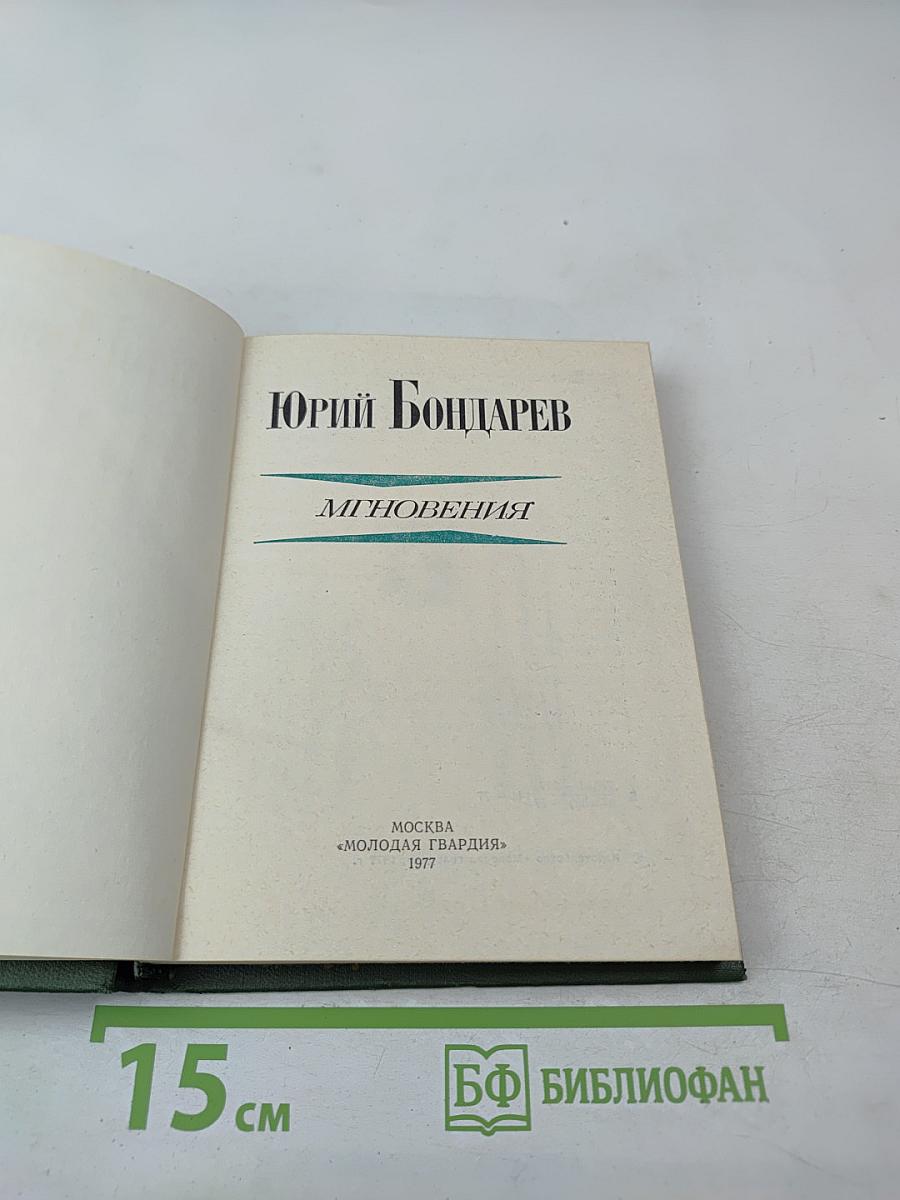 Юрий Бондарев
МГНОВЕНИЯ
МОСКВА
«МОЛОДАЯ ГВАРДИЯ»
1977
15 см
БФ БИБЛИОФАН